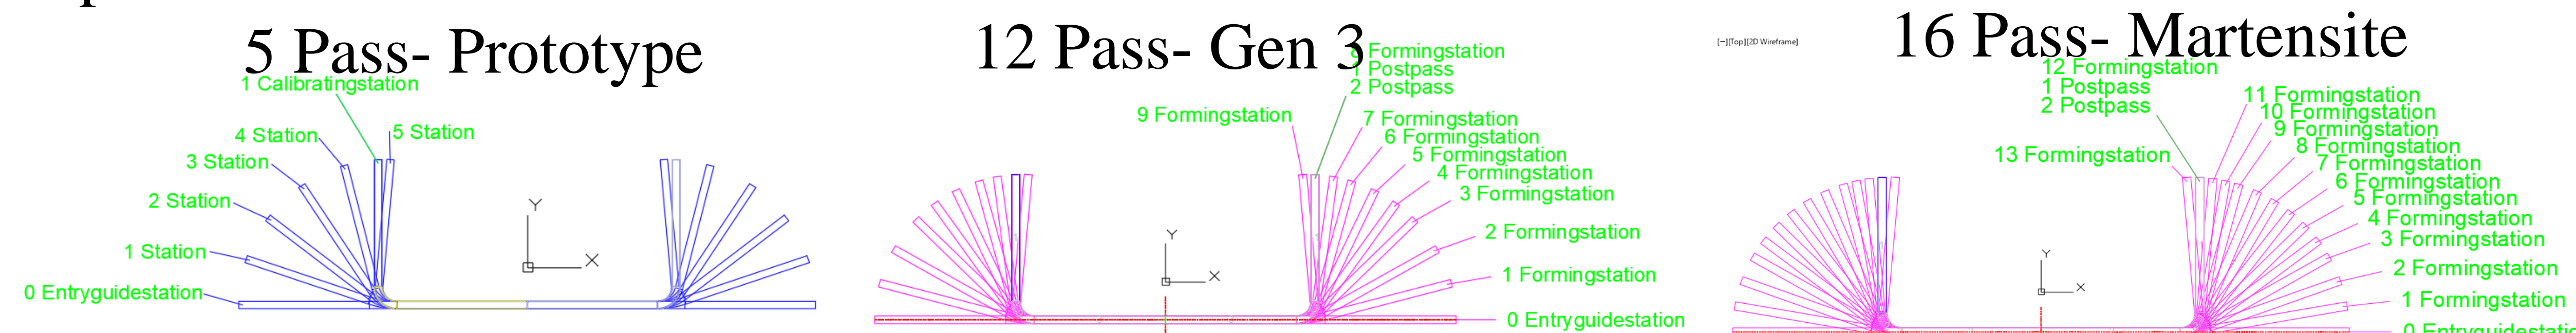 5 Pass- Prototype
1 Calibratingstation
4 Station
5 Station
3 Station
2 Station
1 Station
0 Entryguidestation
Y
X
12 Pass- Gen 3
8 Formingstation
1 Postpass
2 Postpass
9 Formingstation
7 Formingstation
6 Formingstation
5 Formingstation
4 Formingstation
3 Formingstation
2 Formingstation
1 Formingstation
0 Entryguidestation
Y
X
[−][Top][2D Wireframe]
16 Pass- Martensite
12 Formingstation
1 Postpass
2 Postpass
11 Formingstation
10 Formingstation
9 Formingstation
8 Formingstation
13 Formingstation
7 Formingstation
6 Formingstation
5 Formingstation
4 Formingstation
3 Formingstation
2 Formingstation
1 Formingstation
Y
X